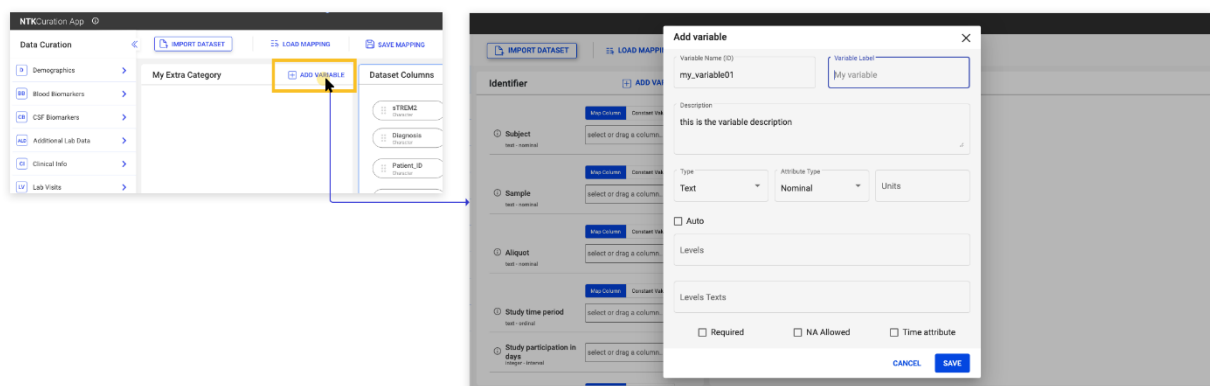 NTKCuration App
Data Curation
IMPORT DATASET
LOAD MAPPING
SAVE MAPPING
D Demographics
BB Blood Biomarkers
CB CSF Biomarkers
ALD Additional Lab Data
CI Clinical Info
LV Lab Visits
My Extra Category
ADD VARIABLE
Dataset Columns
sTREM2
Character
Diagnosis
Character
Patient_ID
Character
IMPORT DATASET
LOAD MAPPI
Identifier
ADD VAI
Map Column Constant Val
Subject
text - nominal
select or drag a column.
Map Column Constant Val
Sample
text - nominal
select or drag a column.
Map Column Constant Val
Aliquot
text - nominal
select or drag a column.
Map Column Constant Val
Study time period
text - ordinal
select or drag a column.
Study participation in
days
integer - interval
select or drag a column.
Add variable
Variable Name (ID)
my_variable01
Variable Label
My variable
Description
this is the variable description
Type
Text
Attribute Type
Nominal
Units
Auto
Levels
Levels Texts
Required
NA Allowed
Time attribute
CANCEL
SAVE